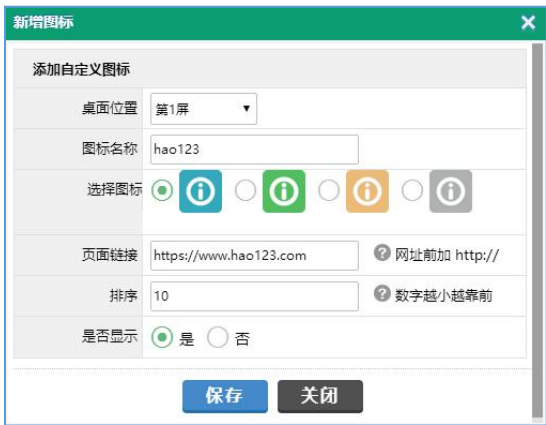 新增图标
添加自定义图标
桌面位置 第1屏
图标名称 hao123
选择图标
页面链接 https://www.hao123.com 网址前加 http://
排序 10 数字越小越靠前
是否显示 是 否
保存 关闭